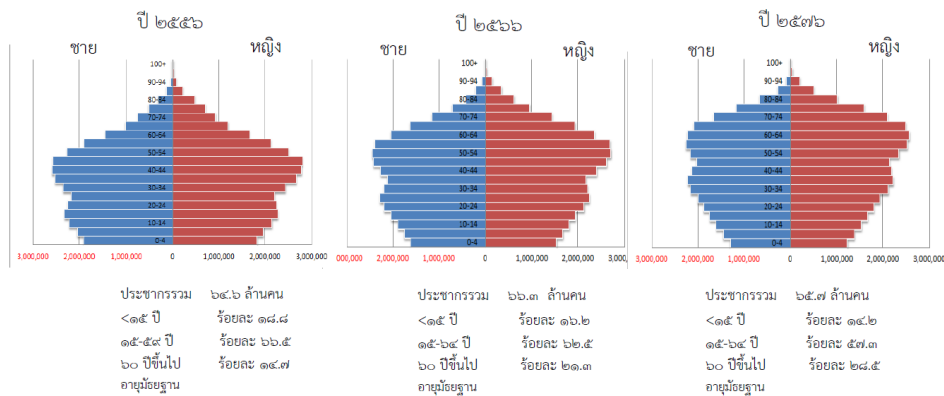 ปี ๒๕๕๖
ชาย หญิง
100+
90-94
80-84
70-74
60-64
50-54
40-44
30-34
20-24
10-14
0-4
3,000,000 2,000,000 1,000,000 0 1,000,000 2,000,000 3,000,000
ประชากรรวม ๖๔.๖ ล้านคน
<๑๕ ปี ร้อยละ ๑๘.๘
๑๕-๕๙ ปี ร้อยละ ๖๖.๕
๖๐ ปีขึ้นไป ร้อยละ ๑๔.๗
อายุมัธยฐาน
ปี ๒๕๖๖
ชาย หญิง
100+
90-94
80-84
70-74
60-64
50-54
40-44
30-34
20-24
10-14
0-4
000,000 2,000,000 1,000,000 0 1,000,000 2,000,000 3,000,000
ประชากรรวม ๖๖.๓ ล้านคน
<๑๕ ปี ร้อยละ ๑๖.๒
๑๕-๖๔ ปี ร้อยละ ๖๒.๕
๖๐ ปีขึ้นไป ร้อยละ ๒๑.๓
อายุมัธยฐาน
ปี ๒๕๗๖
ชาย หญิง
100+
90-94
80-84
70-74
60-64
50-54
40-44
30-34
20-24
10-14
0-4
3,000,000 2,000,000 1,000,000 0 1,000,000 2,000,000 3,000,000
ประชากรรวม ๖๕.๗ ล้านคน
<๑๕ ปี ร้อยละ ๑๔.๒
๑๕-๖๔ ปี ร้อยละ ๕๗.๓
๖๐ ปีขึ้นไป ร้อยละ ๒๘.๕
อายุมัธยฐาน